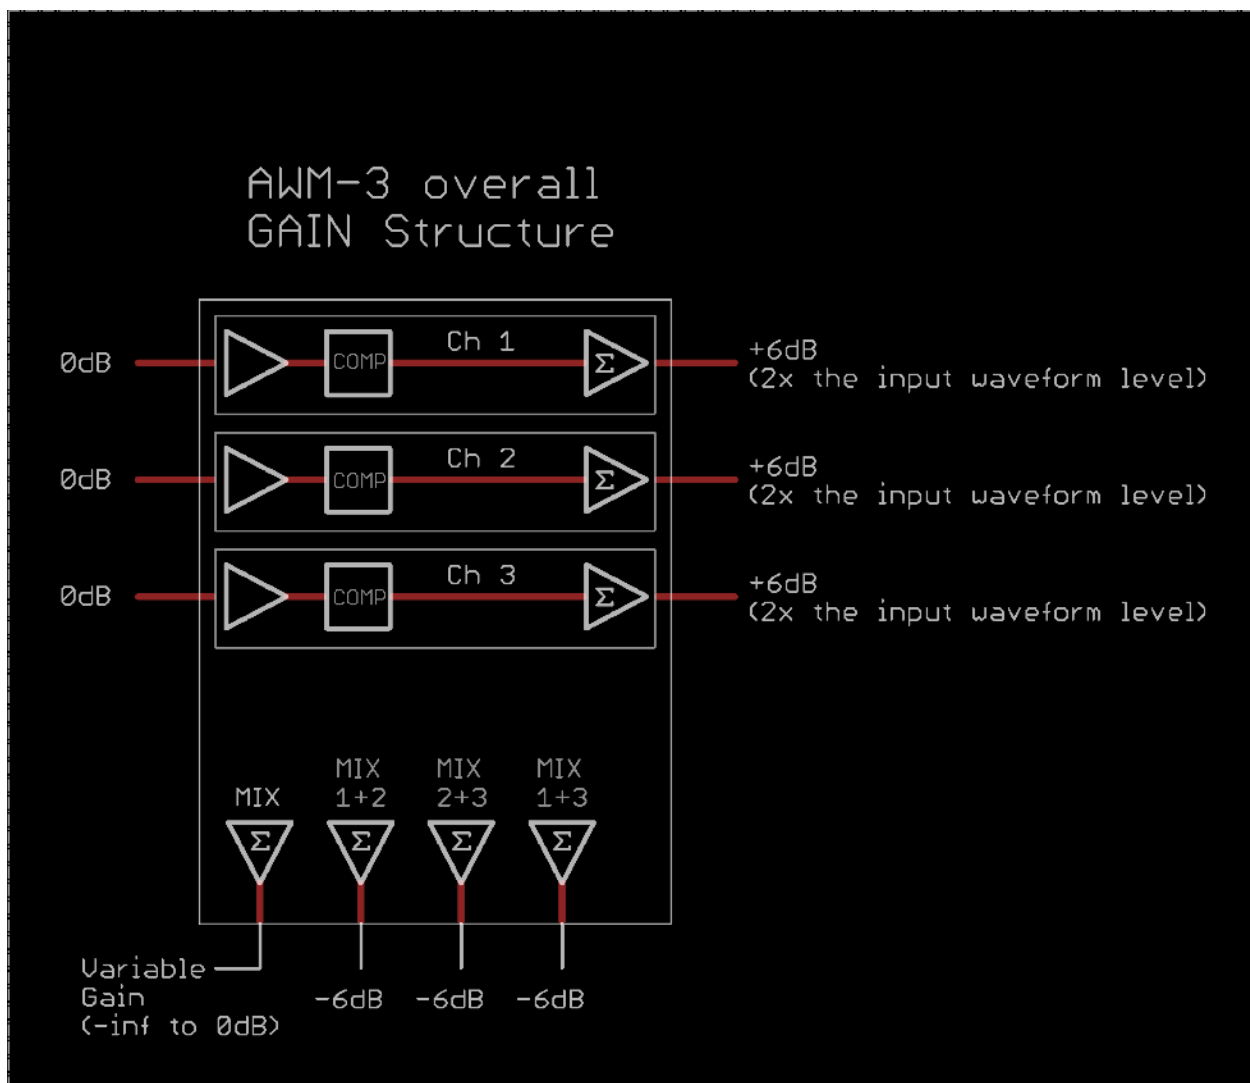 AWM-3 overall
GAIN Structure
0dB
COMP
Ch 1
Σ
+6dB
(2x the input waveform level)
0dB
COMP
Ch 2
Σ
+6dB
(2x the input waveform level)
0dB
COMP
Ch 3
Σ
+6dB
(2x the input waveform level)
MIX
MIX
1+2
MIX
2+3
MIX
1+3
Σ
Σ
Σ
Σ
Variable
Gain
(-inf to 0dB)
-6dB
-6dB
-6dB